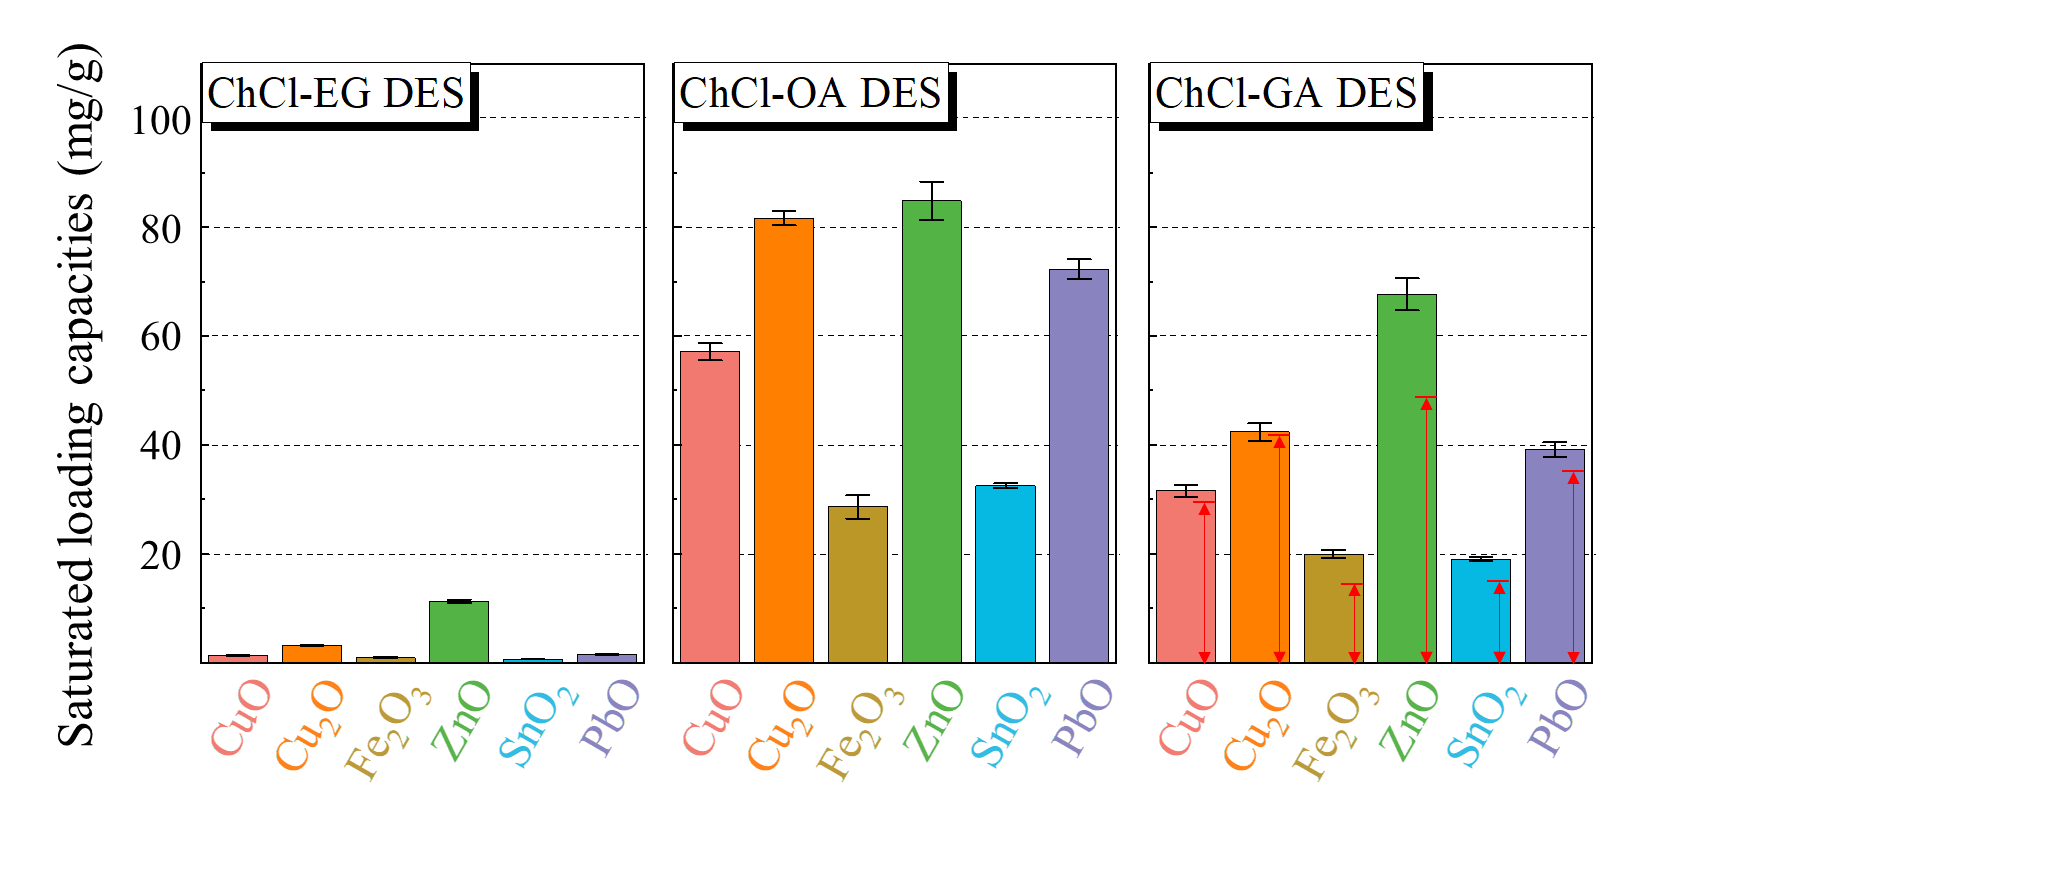 Saturated loading capacities (mg/g)
ChCl-EG DES
ChCl-OA DES
ChCl-GA DES
100
80
60
40
20
CuO
Cu₂O
Fe₂O₃
ZnO
SnO₂
PbO
CuO
Cu₂O
Fe₂O₃
ZnO
SnO₂
PbO
CuO
Cu₂O
Fe₂O₃
ZnO
SnO₂
PbO